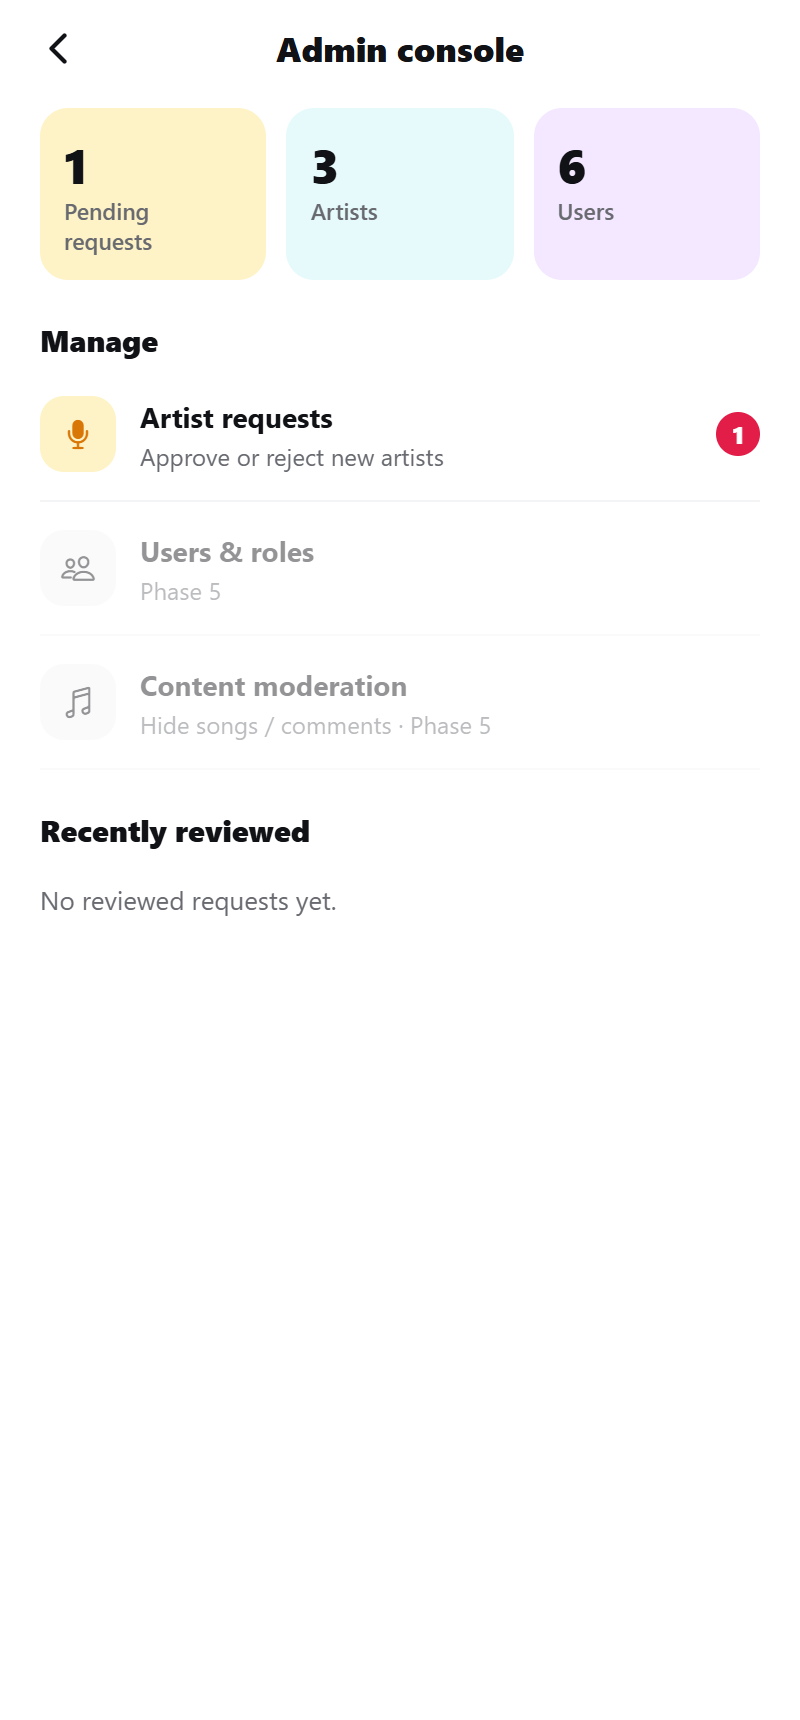 Admin console
1
Pending
requests
3
Artists
6
Users
Manage
Artist requests
Approve or reject new artists
1
Users & roles
Phase 5
Content moderation
Hide songs / comments · Phase 5
Recently reviewed
No reviewed requests yet.